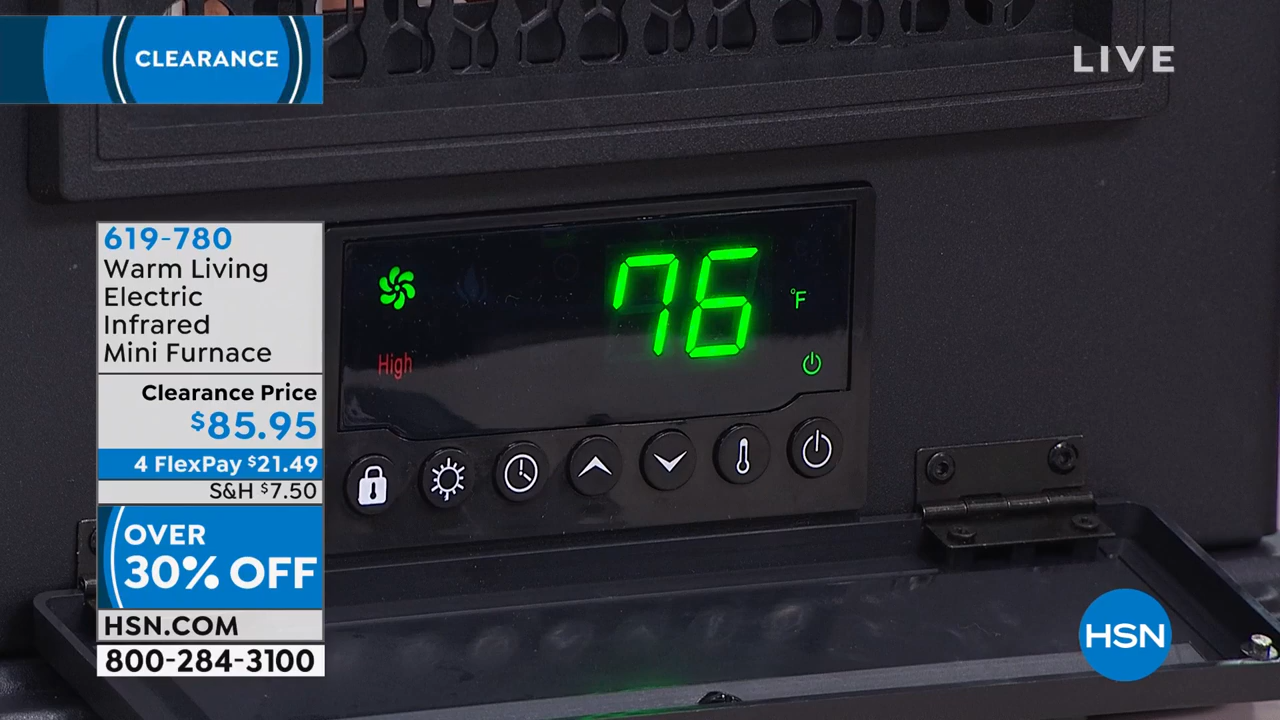 CLEARANCE
LIVE
619-780
Warm Living
Electric
Infrared
Mini Furnace
Clearance Price
$85.95
4 FlexPay $21.49
S&H $7.50
OVER
30% OFF
HSN.COM
800-284-3100
76
°F
High
HSN